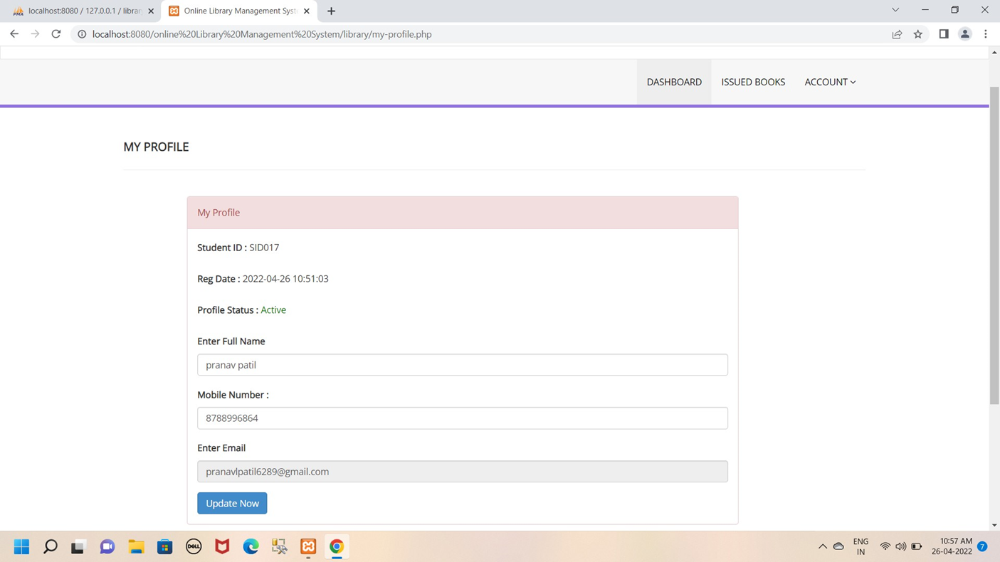 localhost:8080 / 127.0.0.1 / librar
Online Library Management Syst
localhost:8080/online%20Library%20Management%20System/library/my-profile.php
DASHBOARD
ISSUED BOOKS
ACCOUNT
MY PROFILE
My Profile
Student ID : SID017
Reg Date : 2022-04-26 10:51:03
Profile Status : Active
Enter Full Name
pranav patil
Mobile Number :
8788996864
Enter Email
pranavlpatil6289@gmail.com
Update Now
DELL
ENG
IN
10:57 AM
26-04-2022
7